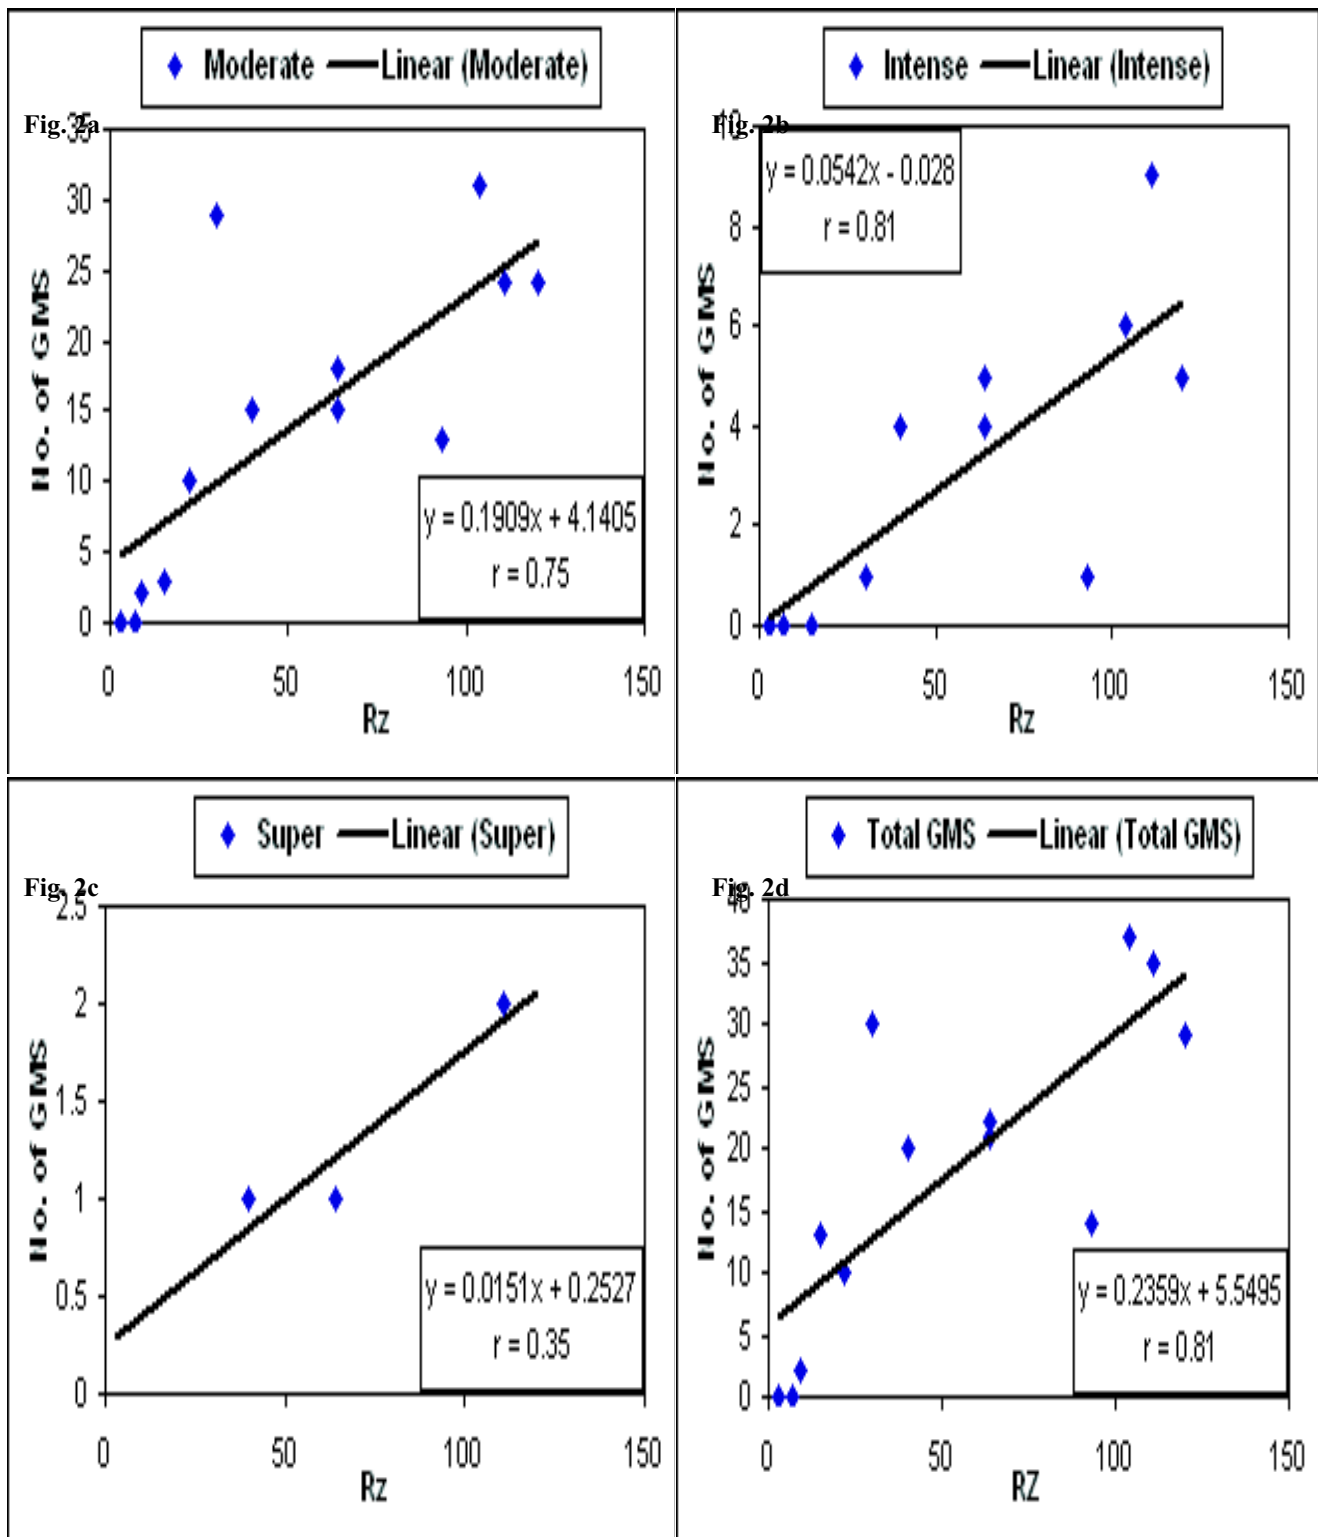 Moderate Linear (Moderate)
Fig. 2a
35
30
25
20
15
10
5
0
No. of GMS
y = 0.1909x + 4.1405
r = 0.75
0 50 100 150
Rz
Intense Linear (Intense)
Fig. 2b
10
8
6
4
2
0
No. of GMS
y = 0.0542x - 0.028
r = 0.81
0 50 100 150
Rz
Super Linear (Super)
Fig. 2c
2.5
2
1.5
1
0.5
0
No. of GMS
y = 0.0151x + 0.2527
r = 0.35
0 50 100 150
Rz
Total GMS Linear (Total GMS)
Fig. 2d
40
35
30
25
20
15
10
5
0
No. of GMS
y = 0.2359x + 5.5495
r = 0.81
0 50 100 150
RZ